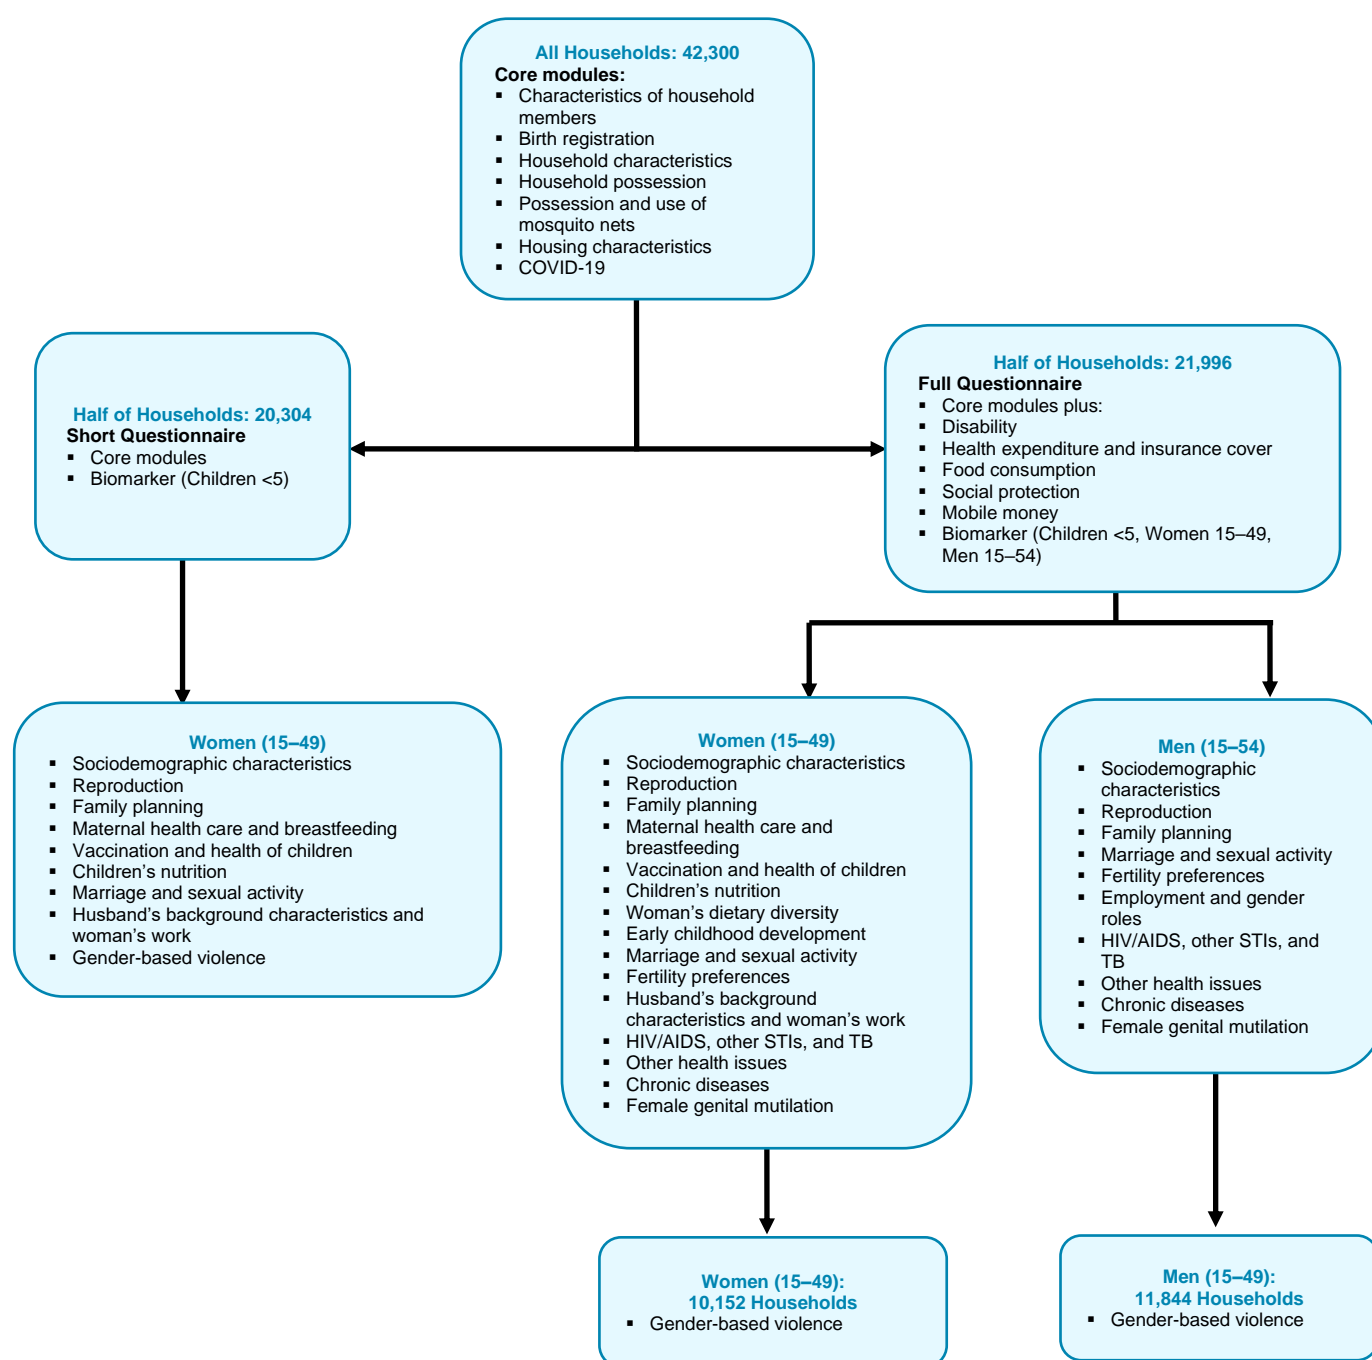 All Households: 42,300
Core modules:
▪ Characteristics of household
members
▪ Birth registration
▪ Household characteristics
▪ Household possession
▪ Possession and use of
mosquito nets
▪ Housing characteristics
▪ COVID-19
Half of Households: 20,304
Short Questionnaire
▪ Core modules
▪ Biomarker (Children <5)
Half of Households: 21,996
Full Questionnaire
▪ Core modules plus:
▪ Disability
▪ Health expenditure and insurance cover
▪ Food consumption
▪ Social protection
▪ Mobile money
▪ Biomarker (Children <5, Women 15–49,
Men 15–54)
Women (15–49)
▪ Sociodemographic characteristics
▪ Reproduction
▪ Family planning
▪ Maternal health care and breastfeeding
▪ Vaccination and health of children
▪ Children’s nutrition
▪ Marriage and sexual activity
▪ Husband’s background characteristics and
woman’s work
▪ Gender-based violence
Women (15–49)
▪ Sociodemographic characteristics
▪ Reproduction
▪ Family planning
▪ Maternal health care and
breastfeeding
▪ Vaccination and health of children
▪ Children’s nutrition
▪ Woman’s dietary diversity
▪ Early childhood development
▪ Marriage and sexual activity
▪ Fertility preferences
▪ Husband’s background
characteristics and woman’s work
▪ HIV/AIDS, other STIs, and TB
▪ Other health issues
▪ Chronic diseases
▪ Female genital mutilation
Men (15–54)
▪ Sociodemographic
characteristics
▪ Reproduction
▪ Family planning
▪ Marriage and sexual activity
▪ Fertility preferences
▪ Employment and gender
roles
▪ HIV/AIDS, other STIs, and
TB
▪ Other health issues
▪ Chronic diseases
▪ Female genital mutilation
Women (15–49):
10,152 Households
▪ Gender-based violence
Men (15–49):
11,844 Households
▪ Gender-based violence